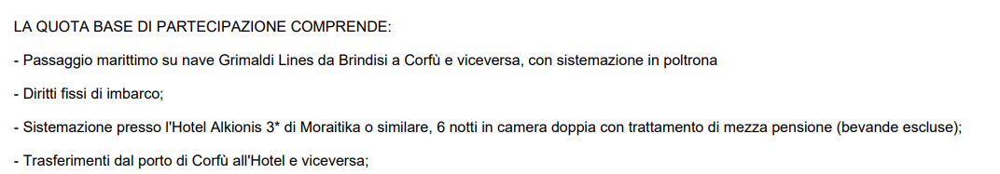 LA QUOTA BASE DI PARTECIPAZIONE COMPRENDE:
- Passaggio marittimo su nave Grimaldi Lines da Brindisi a Corfù e viceversa, con sistemazione in poltrona
- Diritti fissi di imbarco;
- Sistemazione presso l'Hotel Alkionis 3* di Moraitika o similare, 6 notti in camera doppia con trattamento di mezza pensione (bevande escluse);
- Trasferimenti dal porto di Corfù all'Hotel e viceversa;